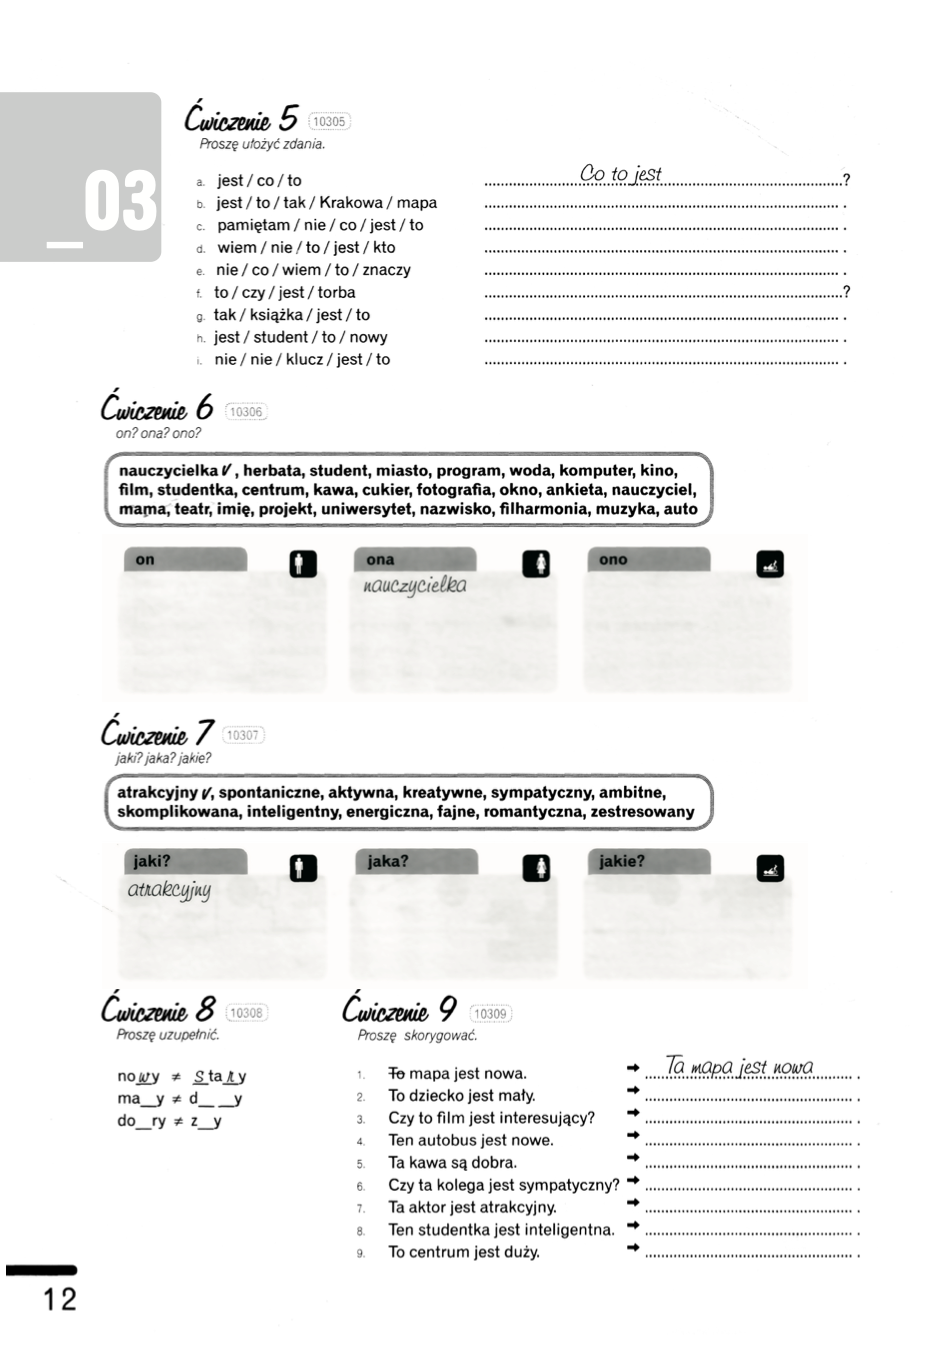 _03
Ćwiczenie 5 10305
Proszę ułożyć zdania.
a. jest / co / to Co to jest ?
b. jest / to / tak / Krakowa / mapa .
c. pamiętam / nie / co / jest / to .
d. wiem / nie / to / jest / kto .
e. nie / co / wiem / to / znaczy .
f. to / czy / jest / torba ?
g. tak / książka / jest / to .
h. jest / student / to / nowy .
i. nie / nie / klucz / jest / to .
Ćwiczenie 6 10306
on? ona? ono?
nauczycielka ✓, herbata, student, miasto, program, woda, komputer, kino,
film, studentka, centrum, kawa, cukier, fotografia, okno, ankieta, nauczyciel,
mama, teatr, imię, projekt, uniwersytet, nazwisko, filharmonia, muzyka, auto
on ona ono
nauczycielka
Ćwiczenie 7 10307
jaki? jaka? jakie?
atrakcyjny ✓, spontaniczne, aktywna, kreatywne, sympatyczny, ambitne,
skomplikowana, inteligentny, energiczna, fajne, romantyczna, zestresowany
jaki? jaka? jakie?
atrakcyjny
Ćwiczenie 8 10308
Proszę uzupełnić.
nowy ≠ stary
ma__y ≠ d__ __y
do__ry ≠ z__y
Ćwiczenie 9 10309
Proszę skorygować.
1. To mapa jest nowa. ➞ Ta mapa jest nowa .
2. To dziecko jest mały. ➞ .
3. Czy to film jest interesujący? ➞ .
4. Ten autobus jest nowe. ➞ .
5. Ta kawa są dobra. ➞ .
6. Czy ta kolega jest sympatyczny? ➞ .
7. Ta aktor jest atrakcyjny. ➞ .
8. Ten studentka jest inteligentna. ➞ .
9. To centrum jest duży. ➞ .
12